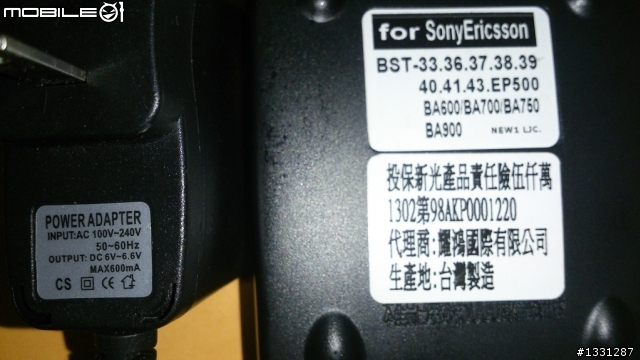 MOBILE01
for SonyEricsson
BST-33.36.37.38.39
40.41.43.EP500
BA600/BA700/BA750
BA900 NEW1 LJC.
投保新光產品責任險伍仟萬
1302第98AKP0001220
代理商:耀鴻國際有限公司
生產地:台灣製造
POWER ADAPTER
INPUT:AC 100V~240V
50~60Hz
OUTPUT: DC 6V~6.6V
MAX600mA
CS CE
#1331287